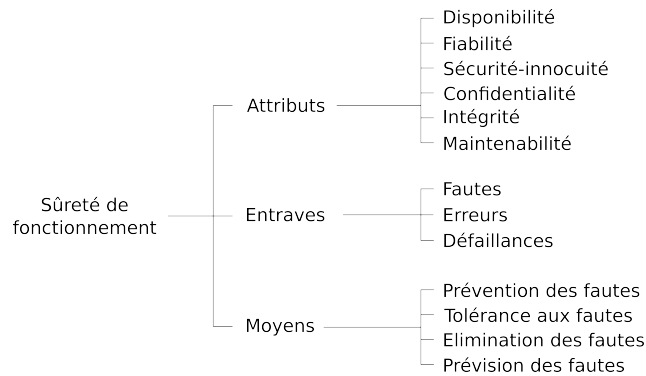 Sûreté de
fonctionnement
Attributs
Disponibilité
Fiabilité
Sécurité-innocuité
Confidentialité
Intégrité
Maintenabilité
Entraves
Fautes
Erreurs
Défaillances
Moyens
Prévention des fautes
Tolérance aux fautes
Elimination des fautes
Prévision des fautes